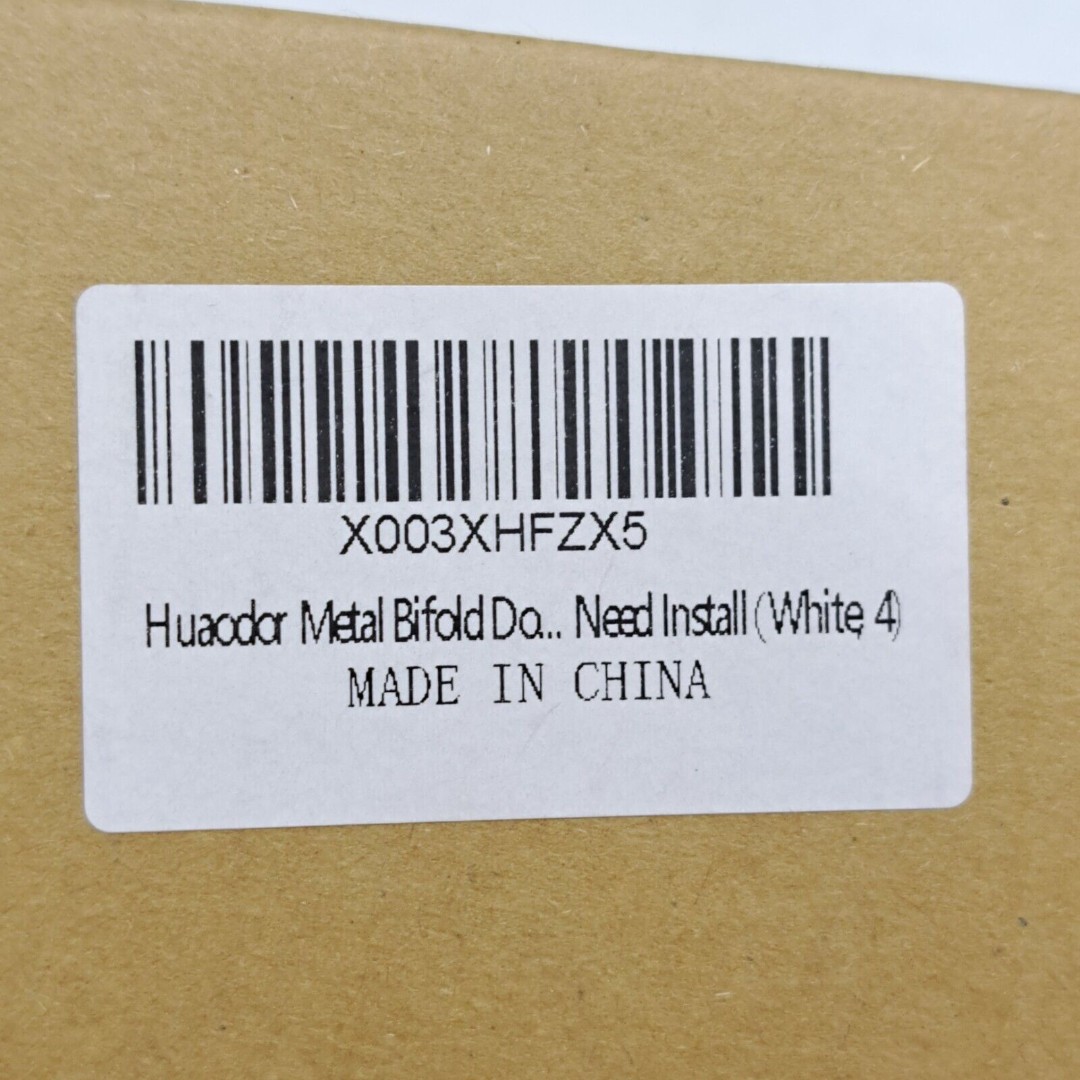 X003XHFZX5
Huaodor Metal Bifold Do... Need Install (White, 4)
MADE IN CHINA